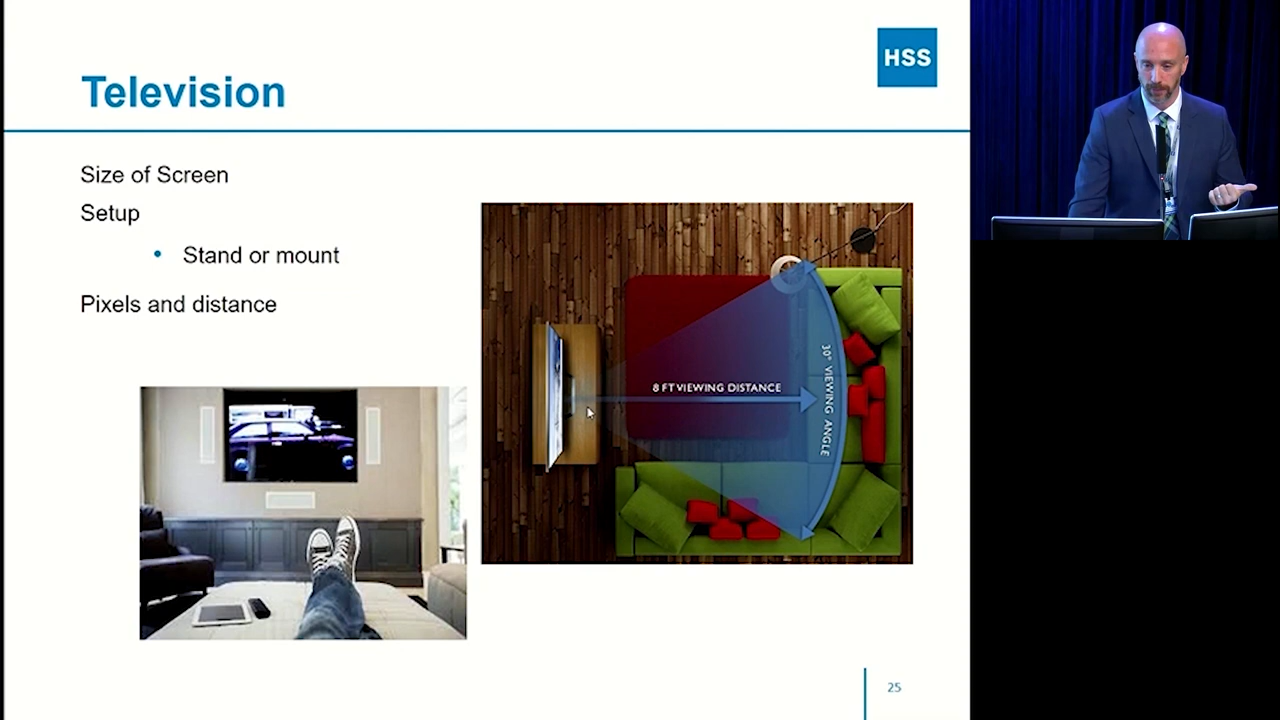 HSS
Television
Size of Screen
Setup
• Stand or mount
Pixels and distance
8 FT VIEWING DISTANCE
30° VIEWING ANGLE
25